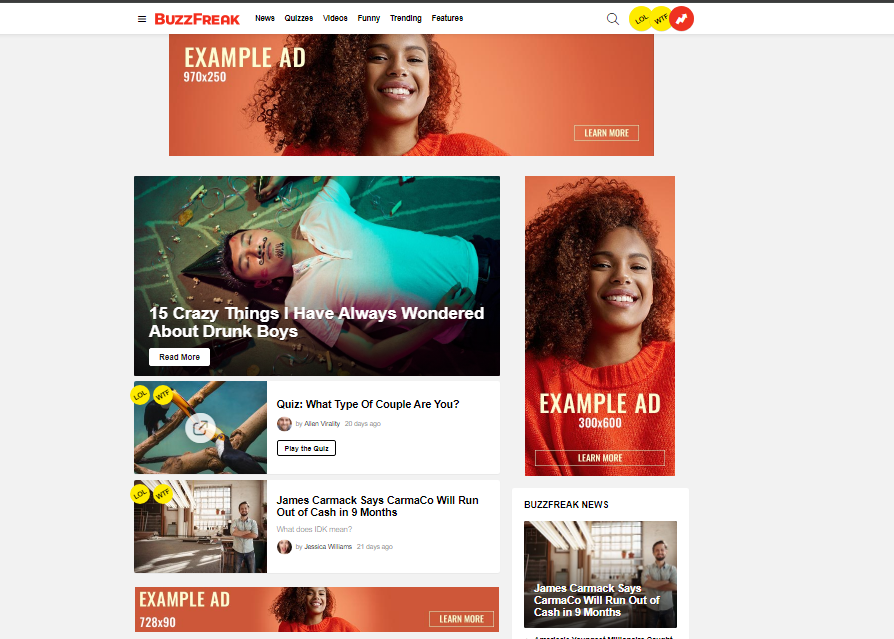 BUZZFREAK
News Quizzes Videos Funny Trending Features
LOL WTF
EXAMPLE AD
970x250
LEARN MORE
15 Crazy Things I Have Always Wondered
About Drunk Boys
Read More
LOL WTF
Quiz: What Type Of Couple Are You?
by Allen Virality 20 days ago
Play the Quiz
LOL WTF
James Carmack Says CarmaCo Will Run
Out of Cash in 9 Months
What does IDK mean?
by Jessica Williams 21 days ago
EXAMPLE AD
728x90
LEARN MORE
EXAMPLE AD
300x600
LEARN MORE
BUZZFREAK NEWS
James Carmack Says
CarmaCo Will Run Out of
Cash in 9 Months